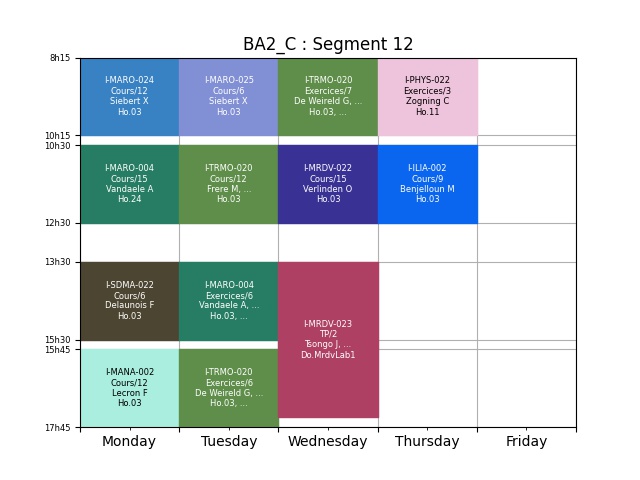 BA2_C : Segment 12
8h15
I-MARO-024
Cours/12
Siebert X
Ho.03
I-MARO-025
Cours/6
Siebert X
Ho.03
I-TRMO-020
Exercices/7
De Weireld G, ...
Ho.03, ...
I-PHYS-022
Exercices/3
Zogning C
Ho.11
10h15
10h30
I-MARO-004
Cours/15
Vandaele A
Ho.24
I-TRMO-020
Cours/12
Frere M, ...
Ho.03
I-MRDV-022
Cours/15
Verlinden O
Ho.03
I-ILIA-002
Cours/9
Benjelloun M
Ho.03
12h30
13h30
I-SDMA-022
Cours/6
Delaunois F
Ho.03
I-MARO-004
Exercices/6
Vandaele A, ...
Ho.03, ...
I-MRDV-023
TP/2
Tsongo J, ...
Do.MrdvLab1
15h30
15h45
I-MANA-002
Cours/12
Lecron F
Ho.03
I-TRMO-020
Exercices/6
De Weireld G, ...
Ho.03, ...
17h45
Monday
Tuesday
Wednesday
Thursday
Friday